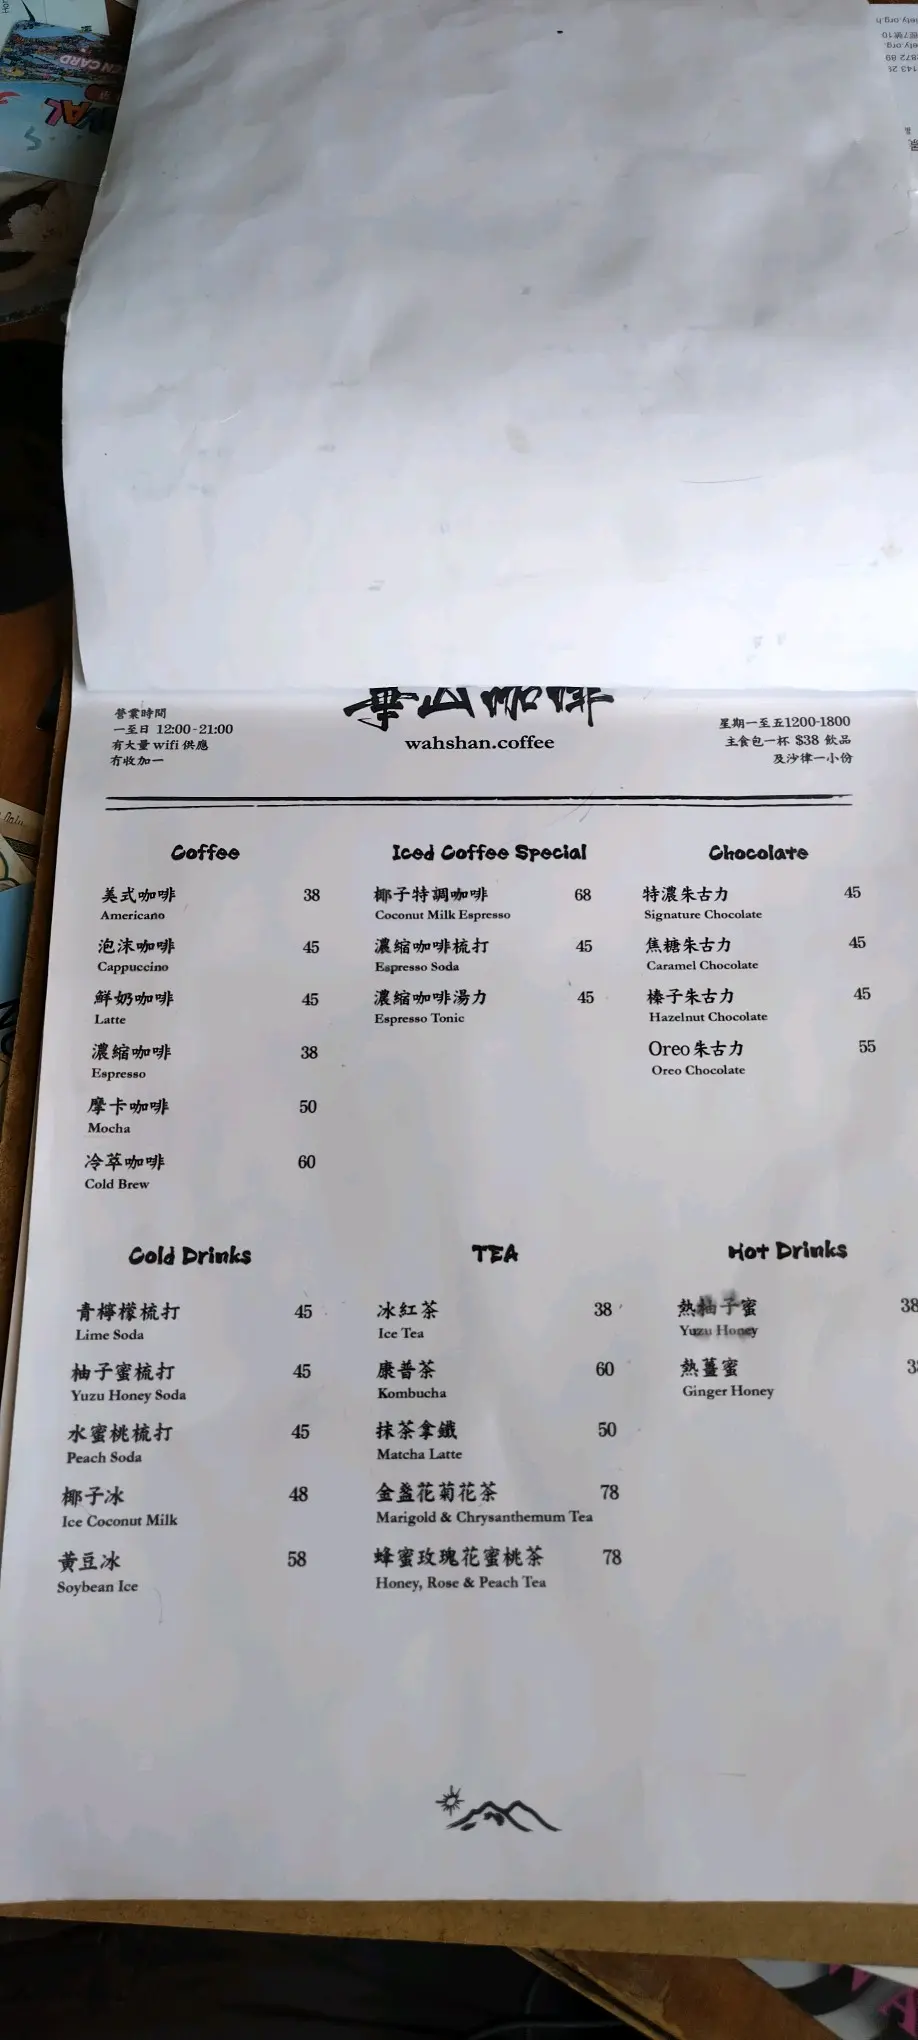 營業時間
一至日 12:00-21:00
有大量 wifi 供應
有收加一
華山咖啡
wahshan.coffee
星期一至五1200-1800
主食包一杯 $38 飲品
及沙律一小份
Coffee
美式咖啡 38
Americano
泡沫咖啡 45
Cappuccino
鮮奶咖啡 45
Latte
濃縮咖啡 38
Espresso
摩卡咖啡 50
Mocha
冷萃咖啡 60
Cold Brew
Iced Coffee Special
椰子特調咖啡 68
Coconut Milk Espresso
濃縮咖啡梳打 45
Espresso Soda
濃縮咖啡湯力 45
Espresso Tonic
Chocolate
特濃朱古力 45
Signature Chocolate
焦糖朱古力 45
Caramel Chocolate
榛子朱古力 45
Hazelnut Chocolate
Oreo 朱古力 55
Oreo Chocolate
Cold Drinks
青檸檬梳打 45
Lime Soda
柚子蜜梳打 45
Yuzu Honey Soda
水蜜桃梳打 45
Peach Soda
椰子冰 48
Ice Coconut Milk
黃豆冰 58
Soybean Ice
TEA
冰紅茶 38
Ice Tea
康普茶 60
Kombucha
抹茶拿鐵 50
Matcha Latte
金盞花菊花茶 78
Marigold & Chrysanthemum Tea
蜂蜜玫瑰花蜜桃茶 78
Honey, Rose & Peach Tea
Hot Drinks
熱柚子蜜 38
Yuzu Honey
熱薑蜜
Ginger Honey